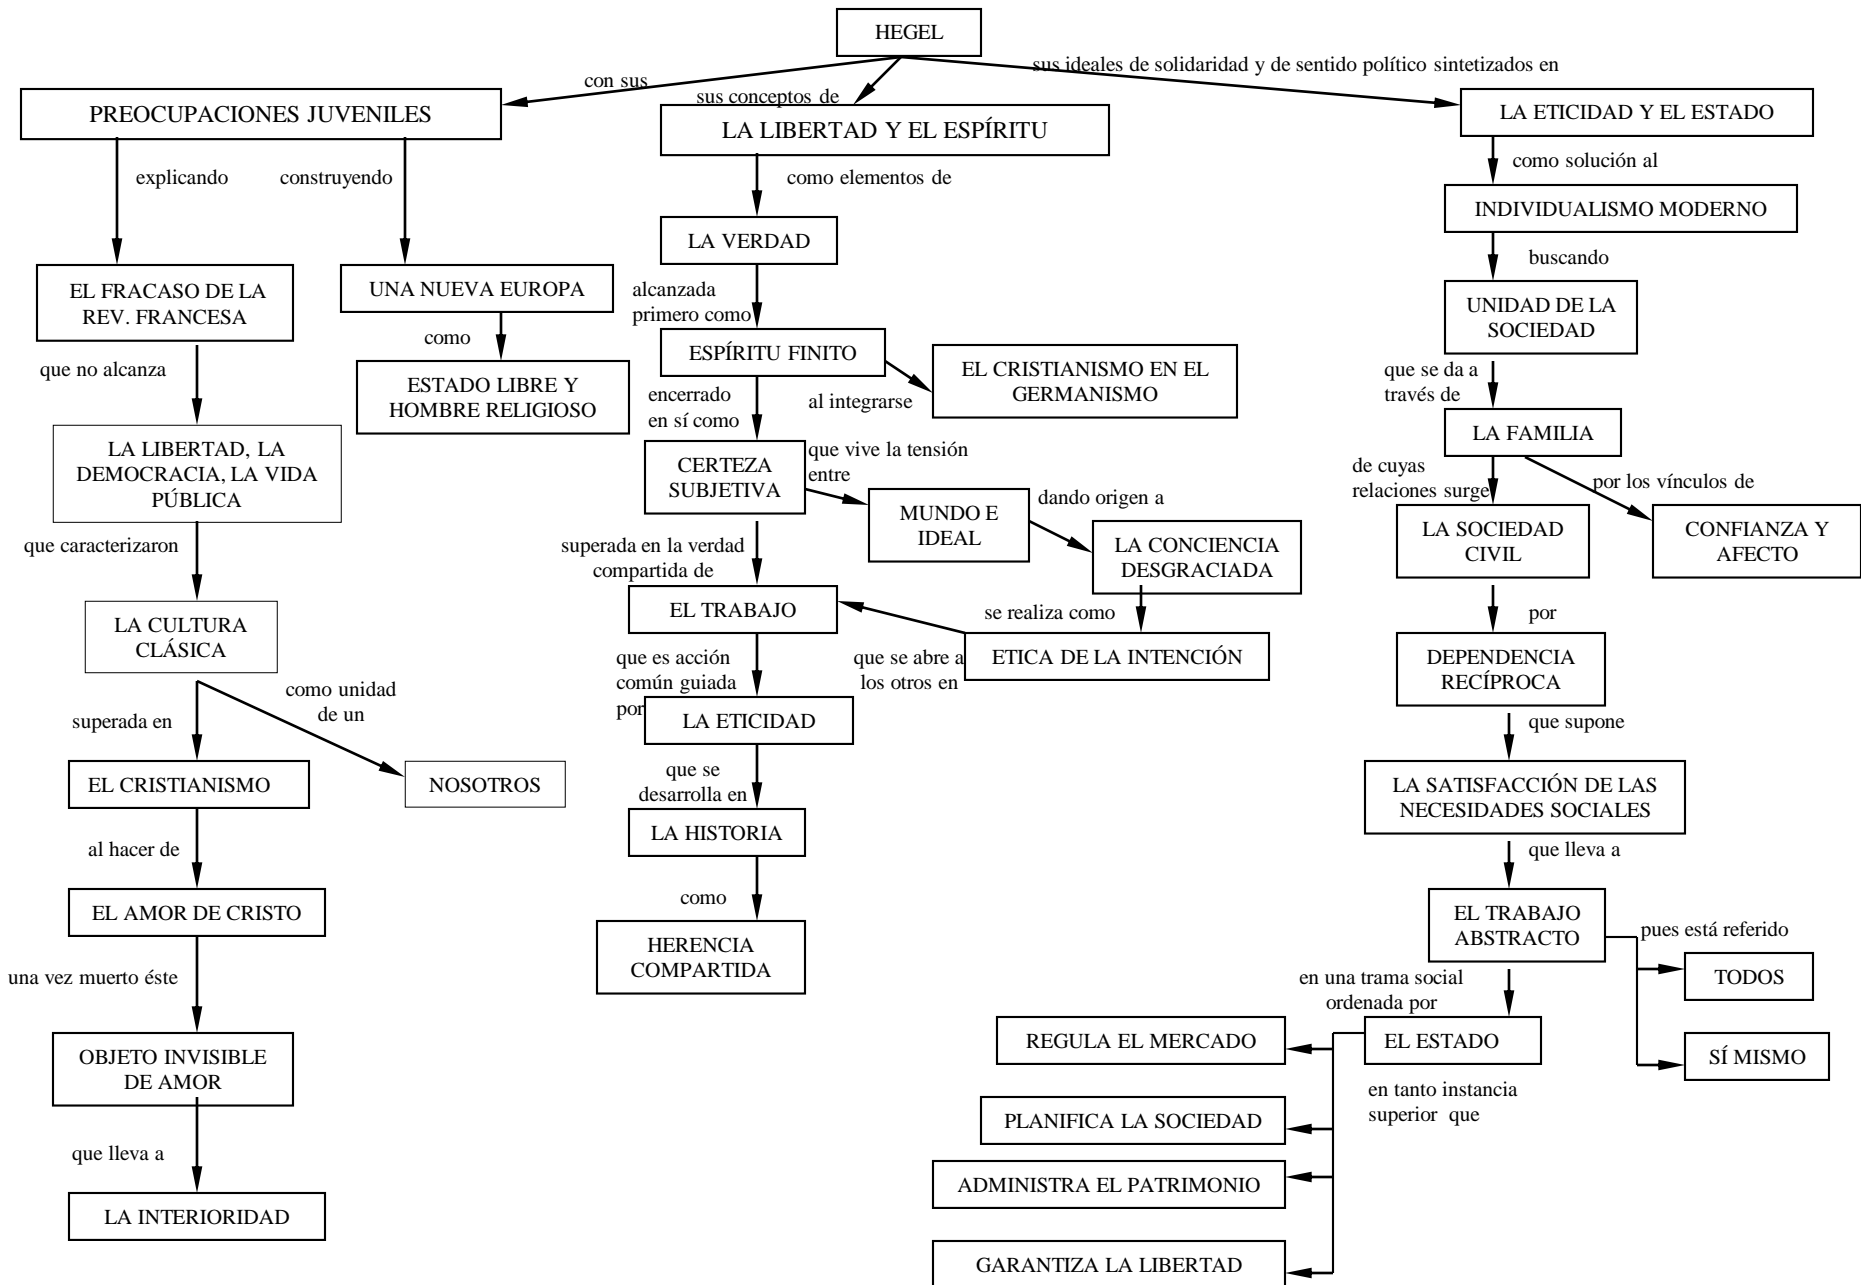 HEGEL
con sus
sus conceptos de
sus ideales de solidaridad y de sentido político sintetizados en
PREOCUPACIONES JUVENILES
explicando
construyendo
EL FRACASO DE LA
REV. FRANCESA
UNA NUEVA EUROPA
como
ESTADO LIBRE Y
HOMBRE RELIGIOSO
que no alcanza
LA LIBERTAD, LA
DEMOCRACIA, LA VIDA
PÚBLICA
que caracterizaron
LA CULTURA
CLÁSICA
como unidad
de un
NOSOTROS
superada en
EL CRISTIANISMO
al hacer de
EL AMOR DE CRISTO
una vez muerto éste
OBJETO INVISIBLE
DE AMOR
que lleva a
LA INTERIORIDAD
LA LIBERTAD Y EL ESPÍRITU
como elementos de
LA VERDAD
alcanzada
primero como
ESPÍRITU FINITO
al integrarse
EL CRISTIANISMO EN EL
GERMANISMO
encerrado
en sí como
CERTEZA
SUBJETIVA
que vive la tensión
entre
MUNDO E
IDEAL
dando origen a
LA CONCIENCIA
DESGRACIADA
se realiza como
ETICA DE LA INTENCIÓN
que se abre a
los otros en
superada en la verdad
compartida de
EL TRABAJO
que es acción
común guiada
por
LA ETICIDAD
que se
desarrolla en
LA HISTORIA
como
HERENCIA
COMPARTIDA
LA ETICIDAD Y EL ESTADO
como solución al
INDIVIDUALISMO MODERNO
buscando
UNIDAD DE LA
SOCIEDAD
que se da a
través de
LA FAMILIA
por los vínculos de
CONFIANZA Y
AFECTO
de cuyas
relaciones surge
LA SOCIEDAD
CIVIL
por
DEPENDENCIA
RECÍPROCA
que supone
LA SATISFACCIÓN DE LAS
NECESIDADES SOCIALES
que lleva a
EL TRABAJO
ABSTRACTO
pues está referido
TODOS
SÍ MISMO
en una trama social
ordenada por
EL ESTADO
en tanto instancia
superior que
REGULA EL MERCADO
PLANIFICA LA SOCIEDAD
ADMINISTRA EL PATRIMONIO
GARANTIZA LA LIBERTAD